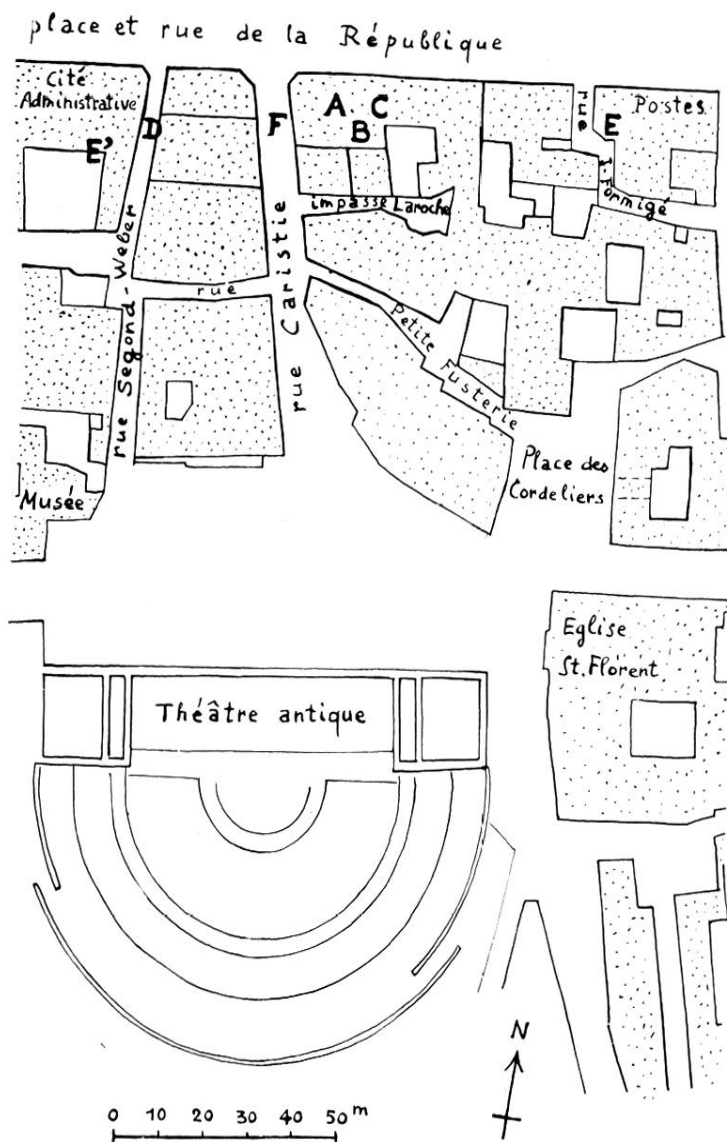 place et rue de la République
Cité
Administrative
A C
B
D
F
E
E'
rue
J. Formigé
Postes
impasse Laroche
rue Segond-Weber
rue Caristie
rue
Petite Fusterie
Place des
Cordeliers
Musée
Eglise
St. Florent
Théâtre antique
N
0 10 20 30 40 50 m